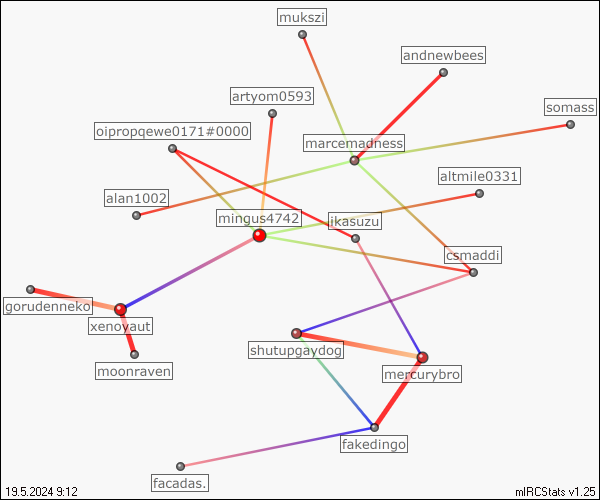 mukszi
andnewbees
artyom0593
somass
oipropqewe0171#0000
marcemadness
altmile0331
alan1002
mingus4742
ikasuzu
csmaddi
gorudenneko
xenoyaut
shutupgaydog
moonraven
mercurybro
fakedingo
facadas.
19.5.2024 9:12
mIRCStats v1.25